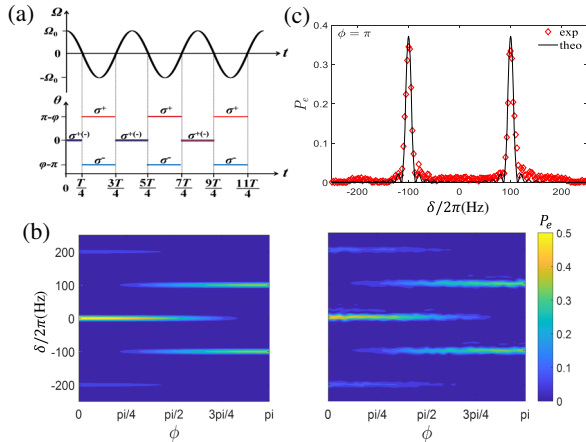 (a)
Ω
Ω₀
0
-Ω₀
t
θ
π-φ
σ⁺ σ⁺ σ⁺
0
σ⁺⁽⁻⁾ σ⁺⁽⁻⁾ σ⁺⁽⁻⁾
φ-π
σ⁻ σ⁻ σ⁻
0 T/4 3T/4 5T/4 7T/4 9T/4 11T/4
t
(c)
ϕ = π
exp
theo
0.4
0.3
0.2
0.1
0
Pₑ
-200 -100 0 100 200
δ/2π(Hz)
(b)
δ/2π(Hz)
200
100
0
-100
-200
0 pi/4 pi/2 3pi/4 pi
ϕ
0 pi/4 pi/2 3pi/4 pi
ϕ
Pₑ
0.5
0.4
0.3
0.2
0.1
0